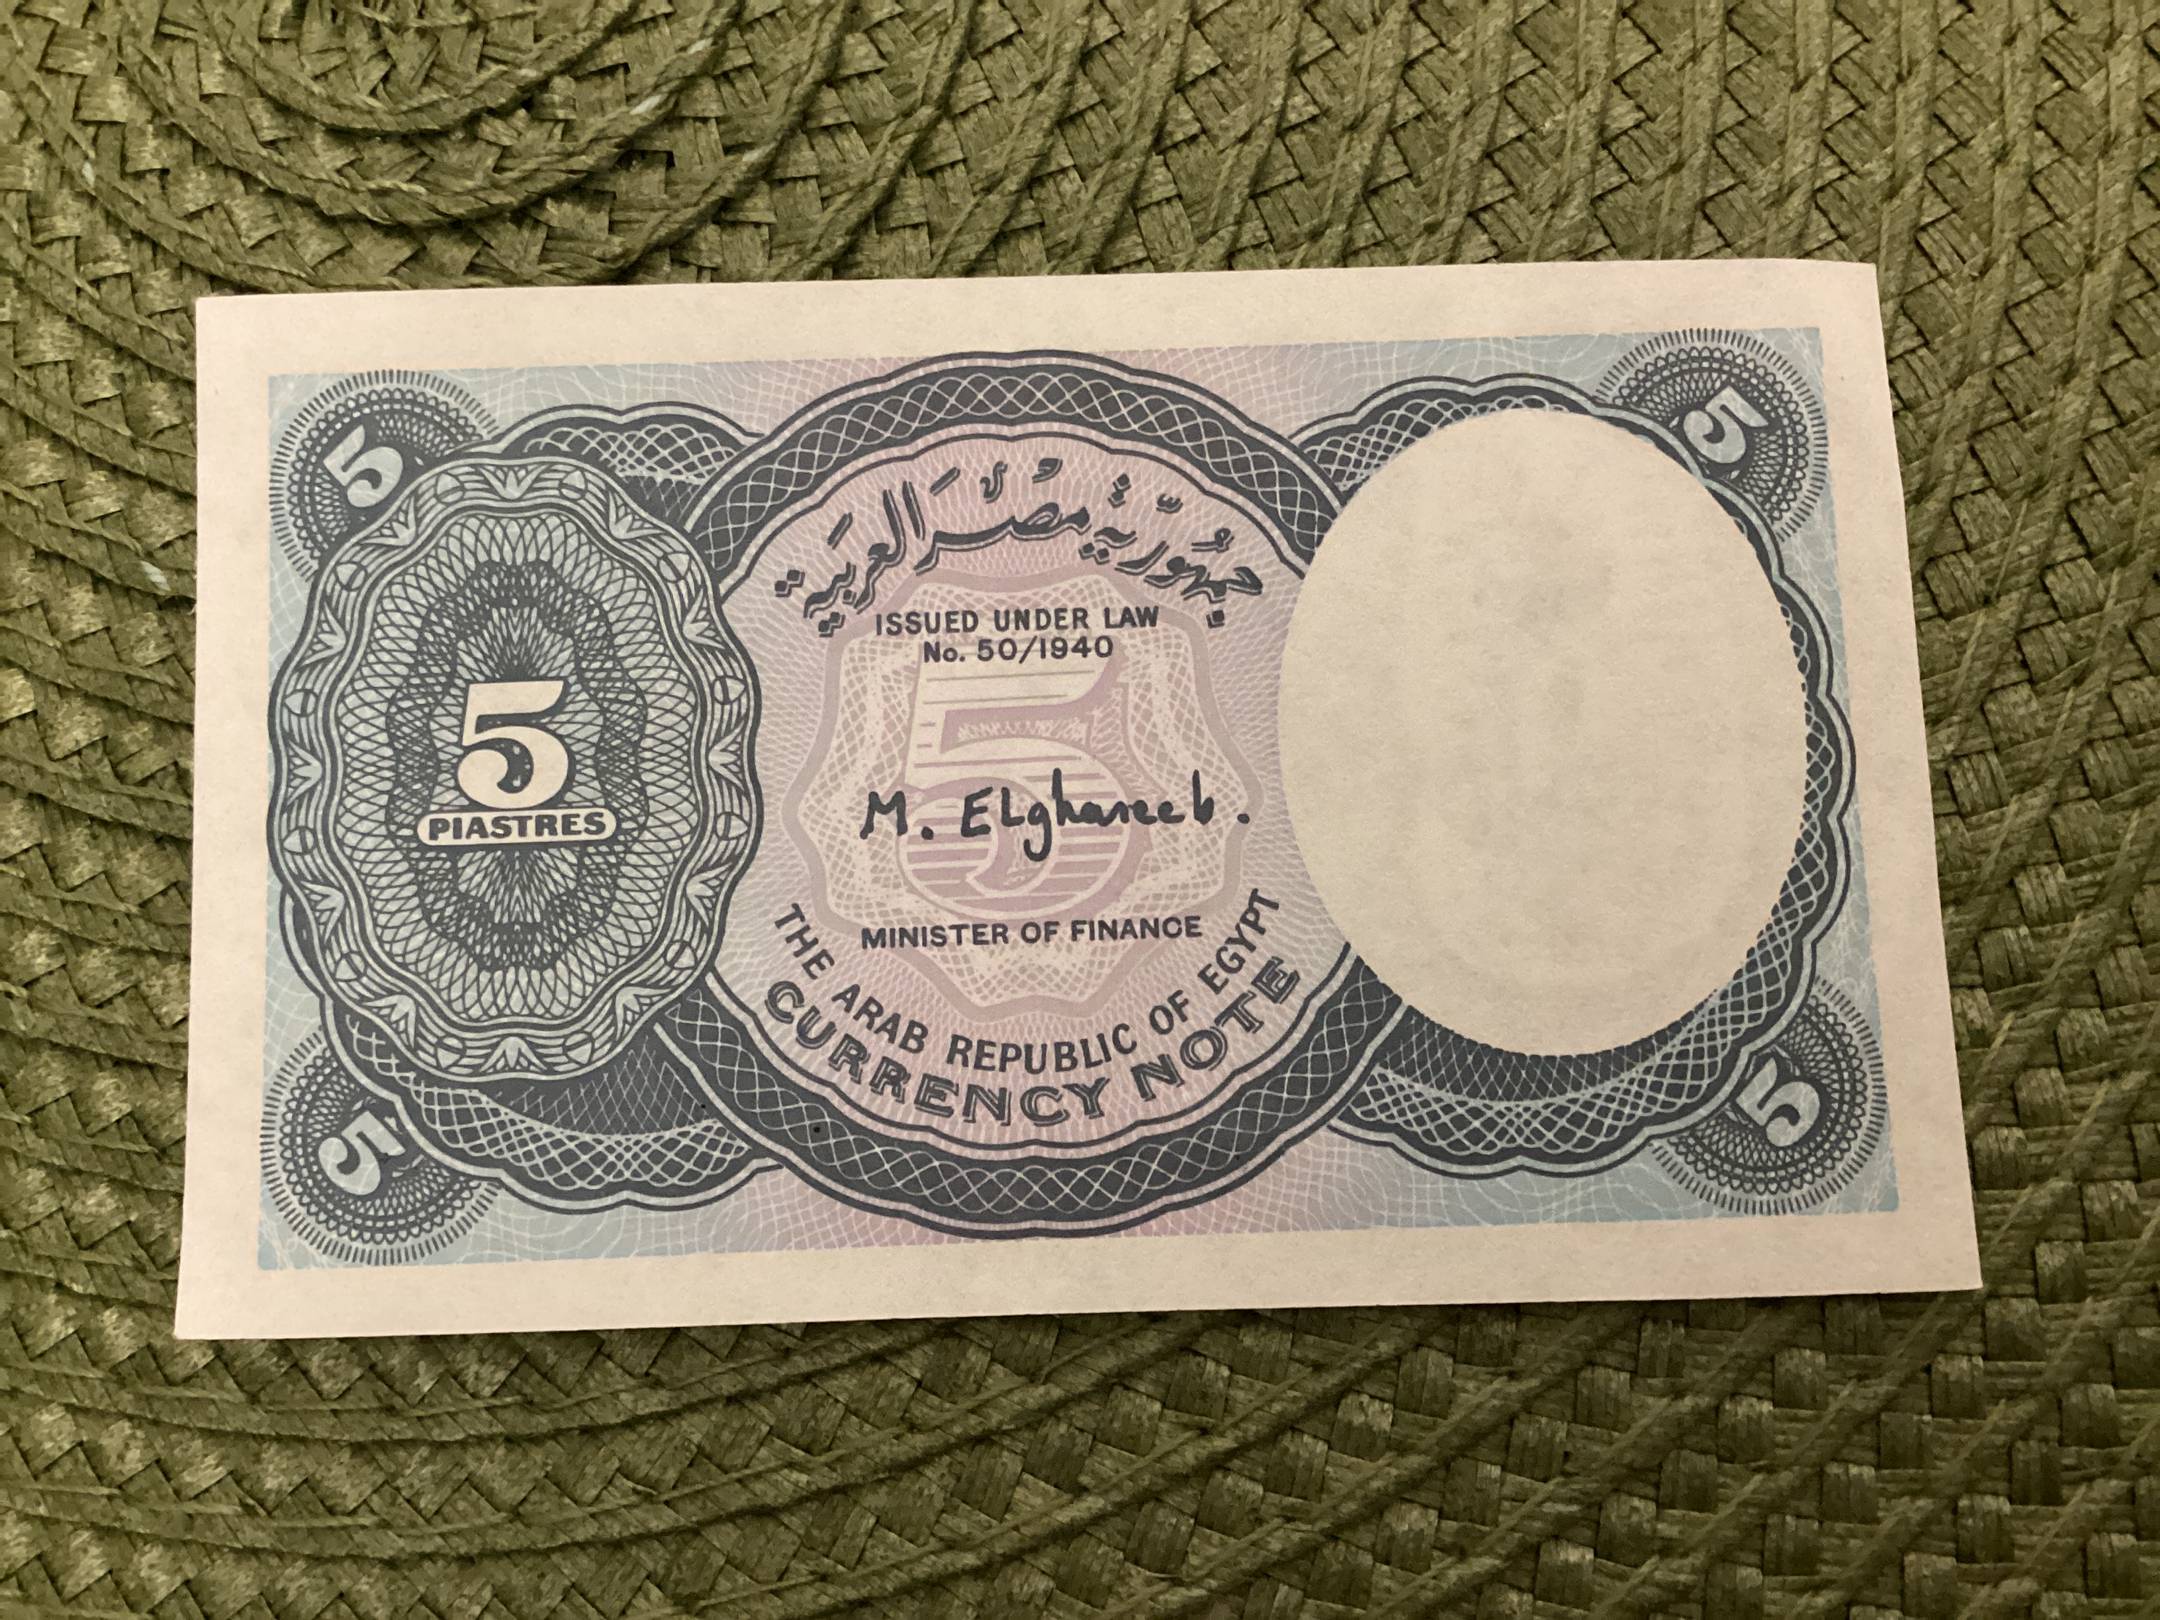 5
5
جمهورية مصر العربية
ISSUED UNDER LAW
No. 50/1940
5
5
PIASTRES
M. ELghareeb.
MINISTER OF FINANCE
THE ARAB REPUBLIC OF EGYPT
CURRENCY NOTE
5
5